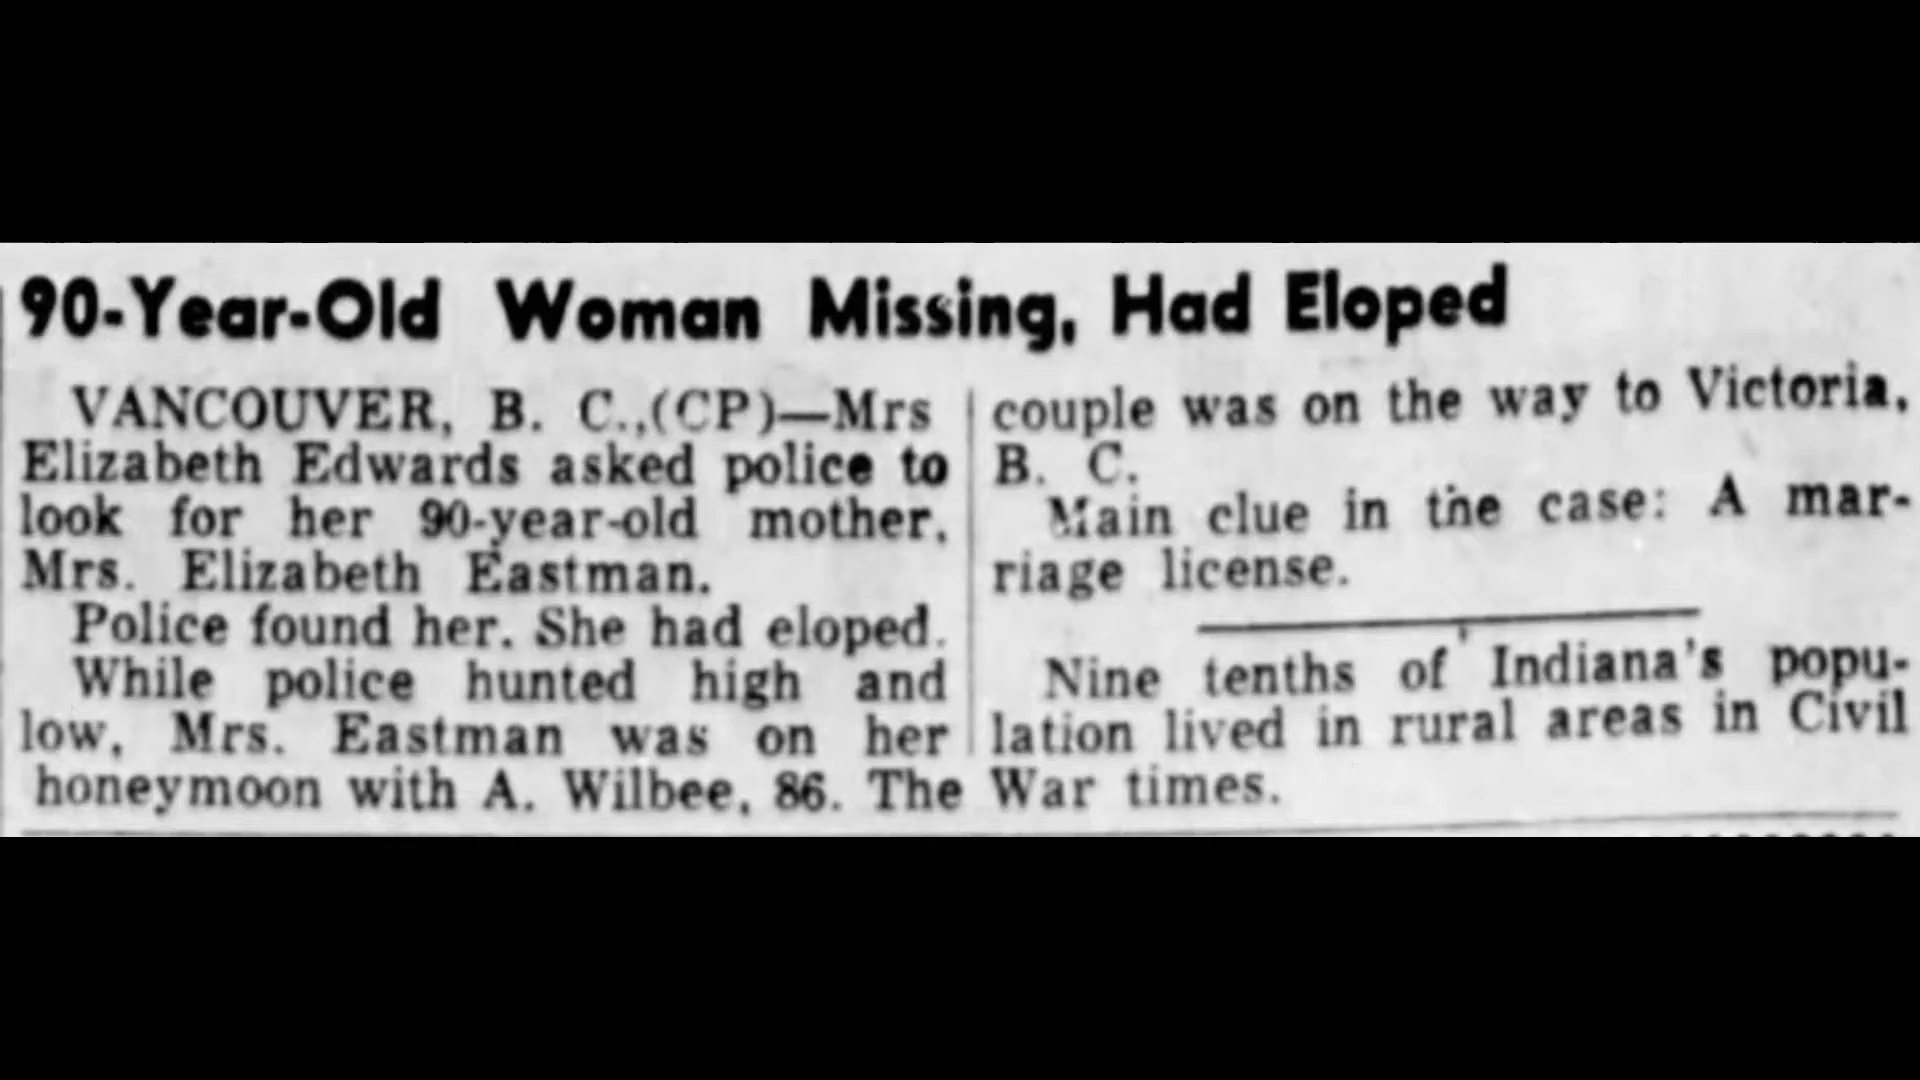 90-Year-Old Woman Missing, Had Eloped
VANCOUVER, B. C.,(CP)—Mrs
Elizabeth Edwards asked police to
look for her 90-year-old mother,
Mrs. Elizabeth Eastman.
Police found her. She had eloped.
While police hunted high and
low, Mrs. Eastman was on her
honeymoon with A. Wilbee, 86. The
couple was on the way to Victoria,
B. C.
Main clue in the case: A mar-
riage license.
Nine tenths of Indiana's popu-
lation lived in rural areas in Civil
War times.